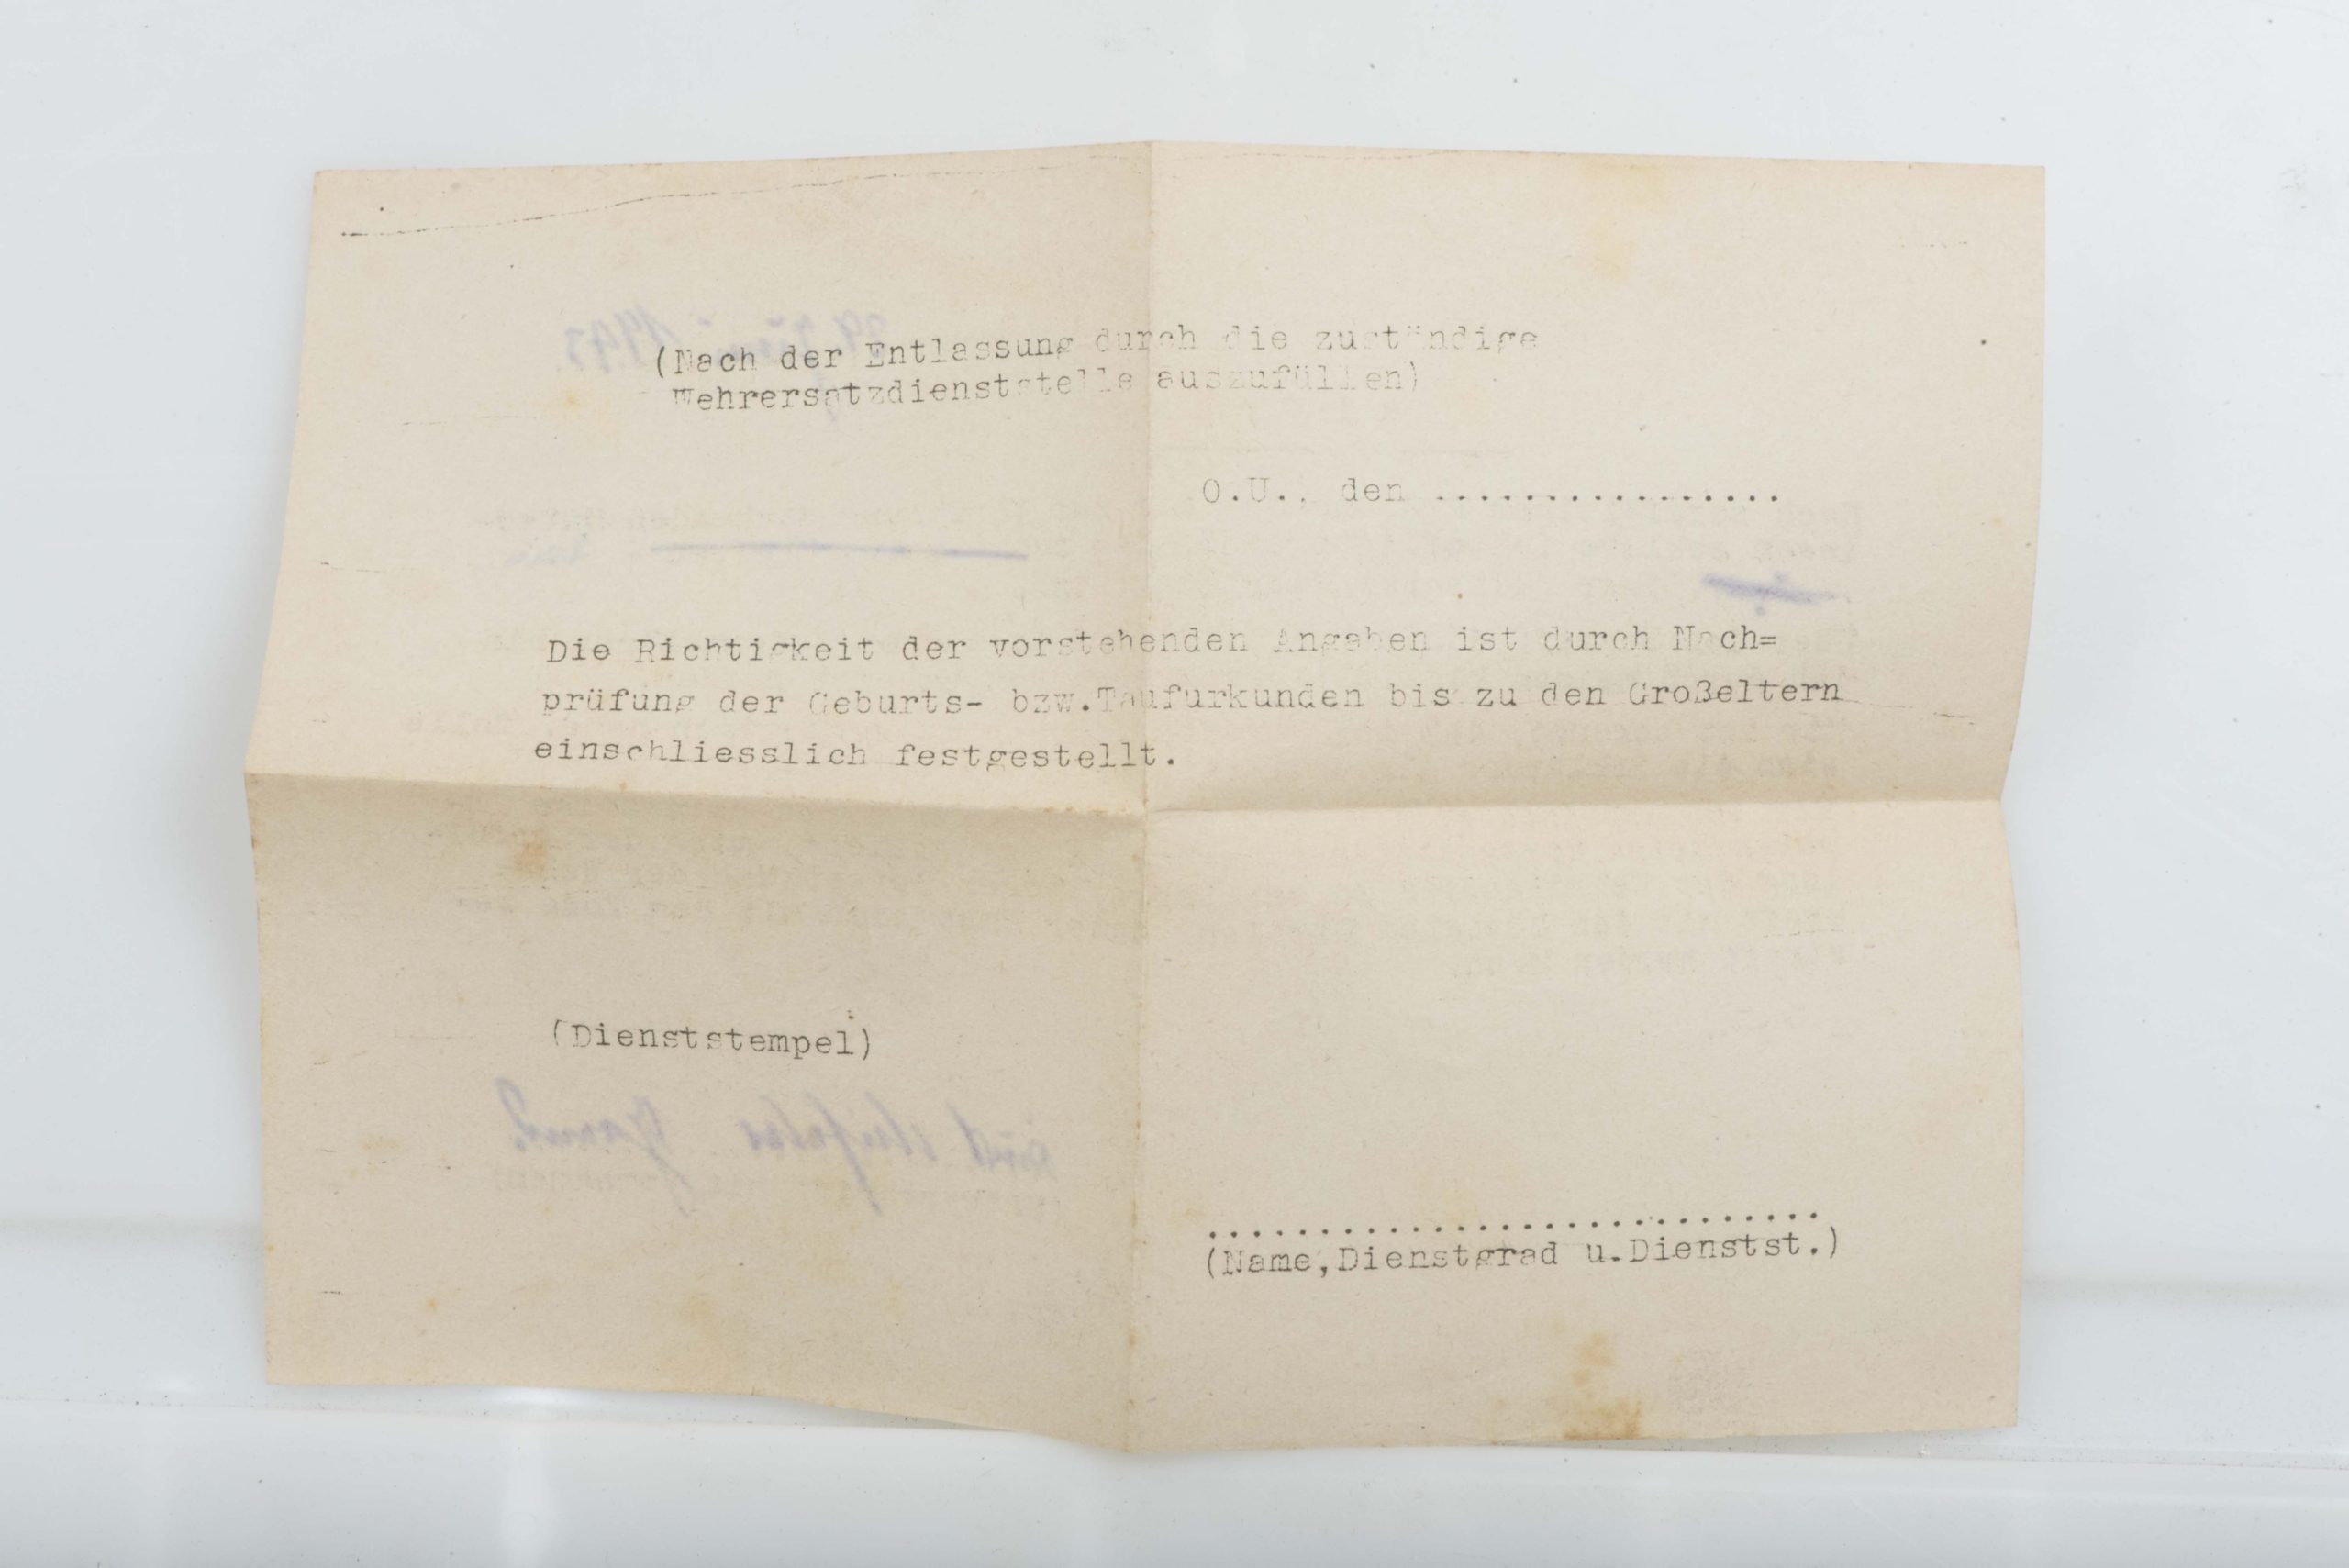 (Nach der Entlassung durch die zuständige
Wehrersatzdienststelle auszufüllen)
O.U., den ................
Die Richtigkeit der vorstehenden Angaben ist durch Nach=
prüfung der Geburts- bzw.Taufurkunden bis zu den Großeltern
einschliesslich festgestellt.
(Dienststempel)
............................
(Name,Dienstgrad u.Dienstst.)